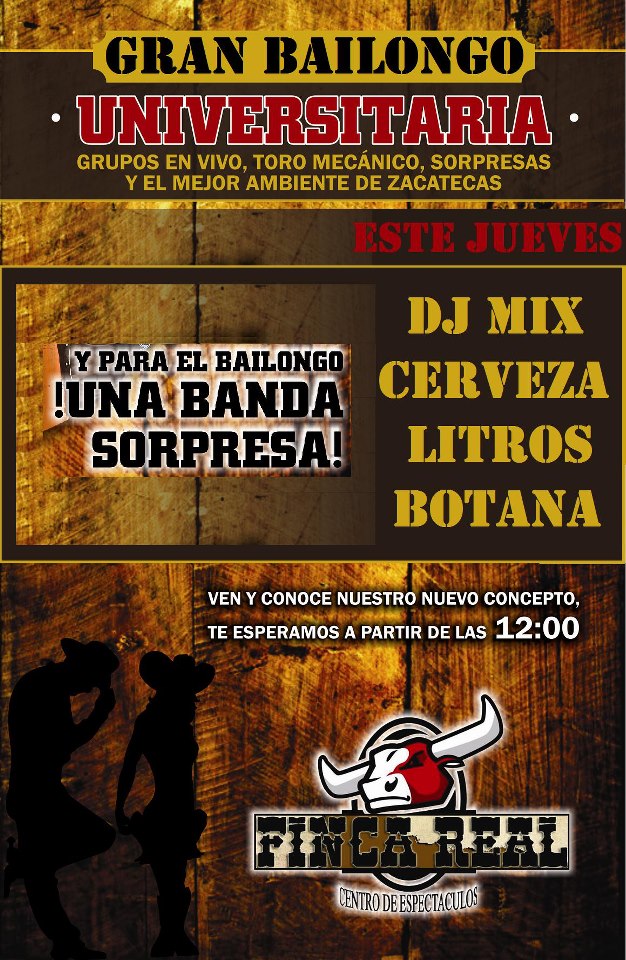 GRAN BAILONGO
· UNIVERSITARIA ·
GRUPOS EN VIVO, TORO MECÁNICO, SORPRESAS
Y EL MEJOR AMBIENTE DE ZACATECAS
ESTE JUEVES
Y PARA EL BAILONGO
!UNA BANDA
SORPRESA!
DJ MIX
CERVEZA
LITROS
BOTANA
VEN Y CONOCE NUESTRO NUEVO CONCEPTO,
TE ESPERAMOS A PARTIR DE LAS 12:00
FINCA REAL
CENTRO DE ESPECTACULOS